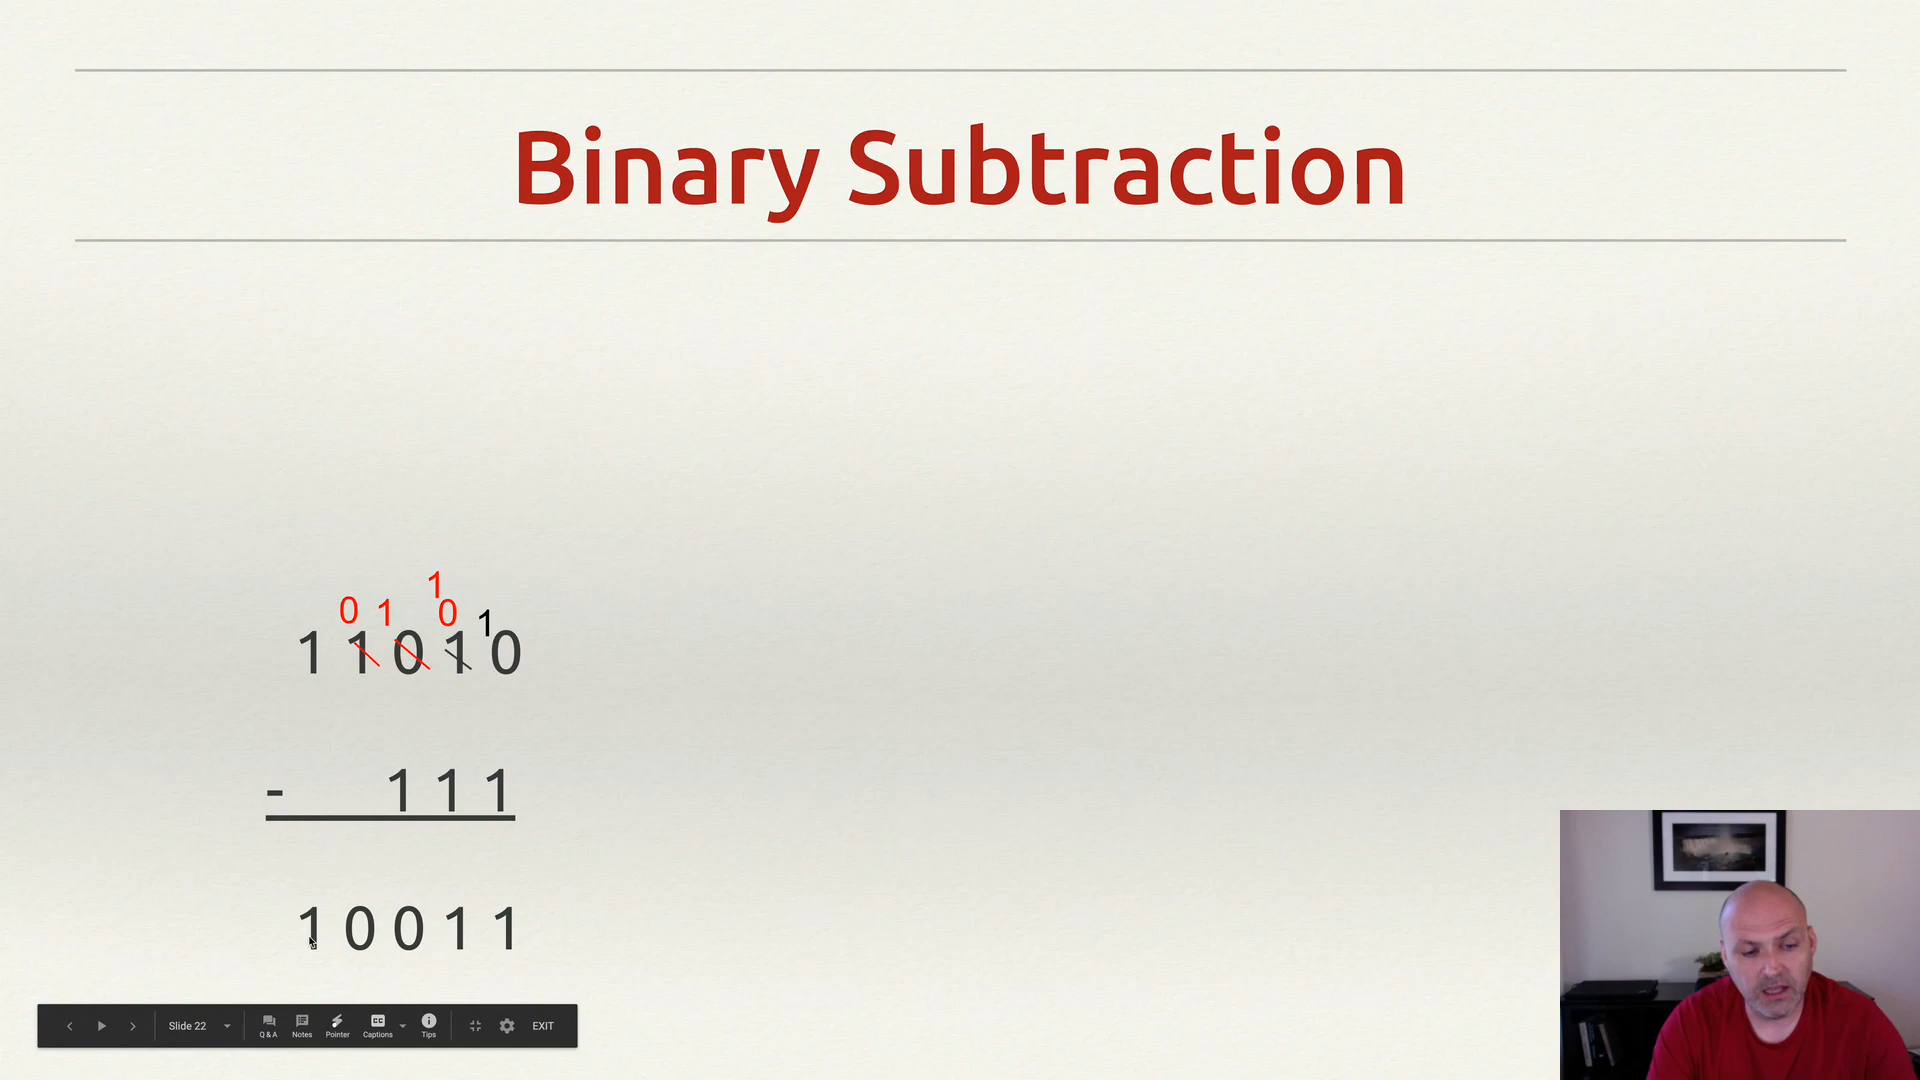 Binary Subtraction
1
0 1 0 1
1 1 0 1 0
- 1 1 1
1 0 0 1 1
Slide 22
Q & A
Notes
Pointer
CC
Captions
Tips
EXIT